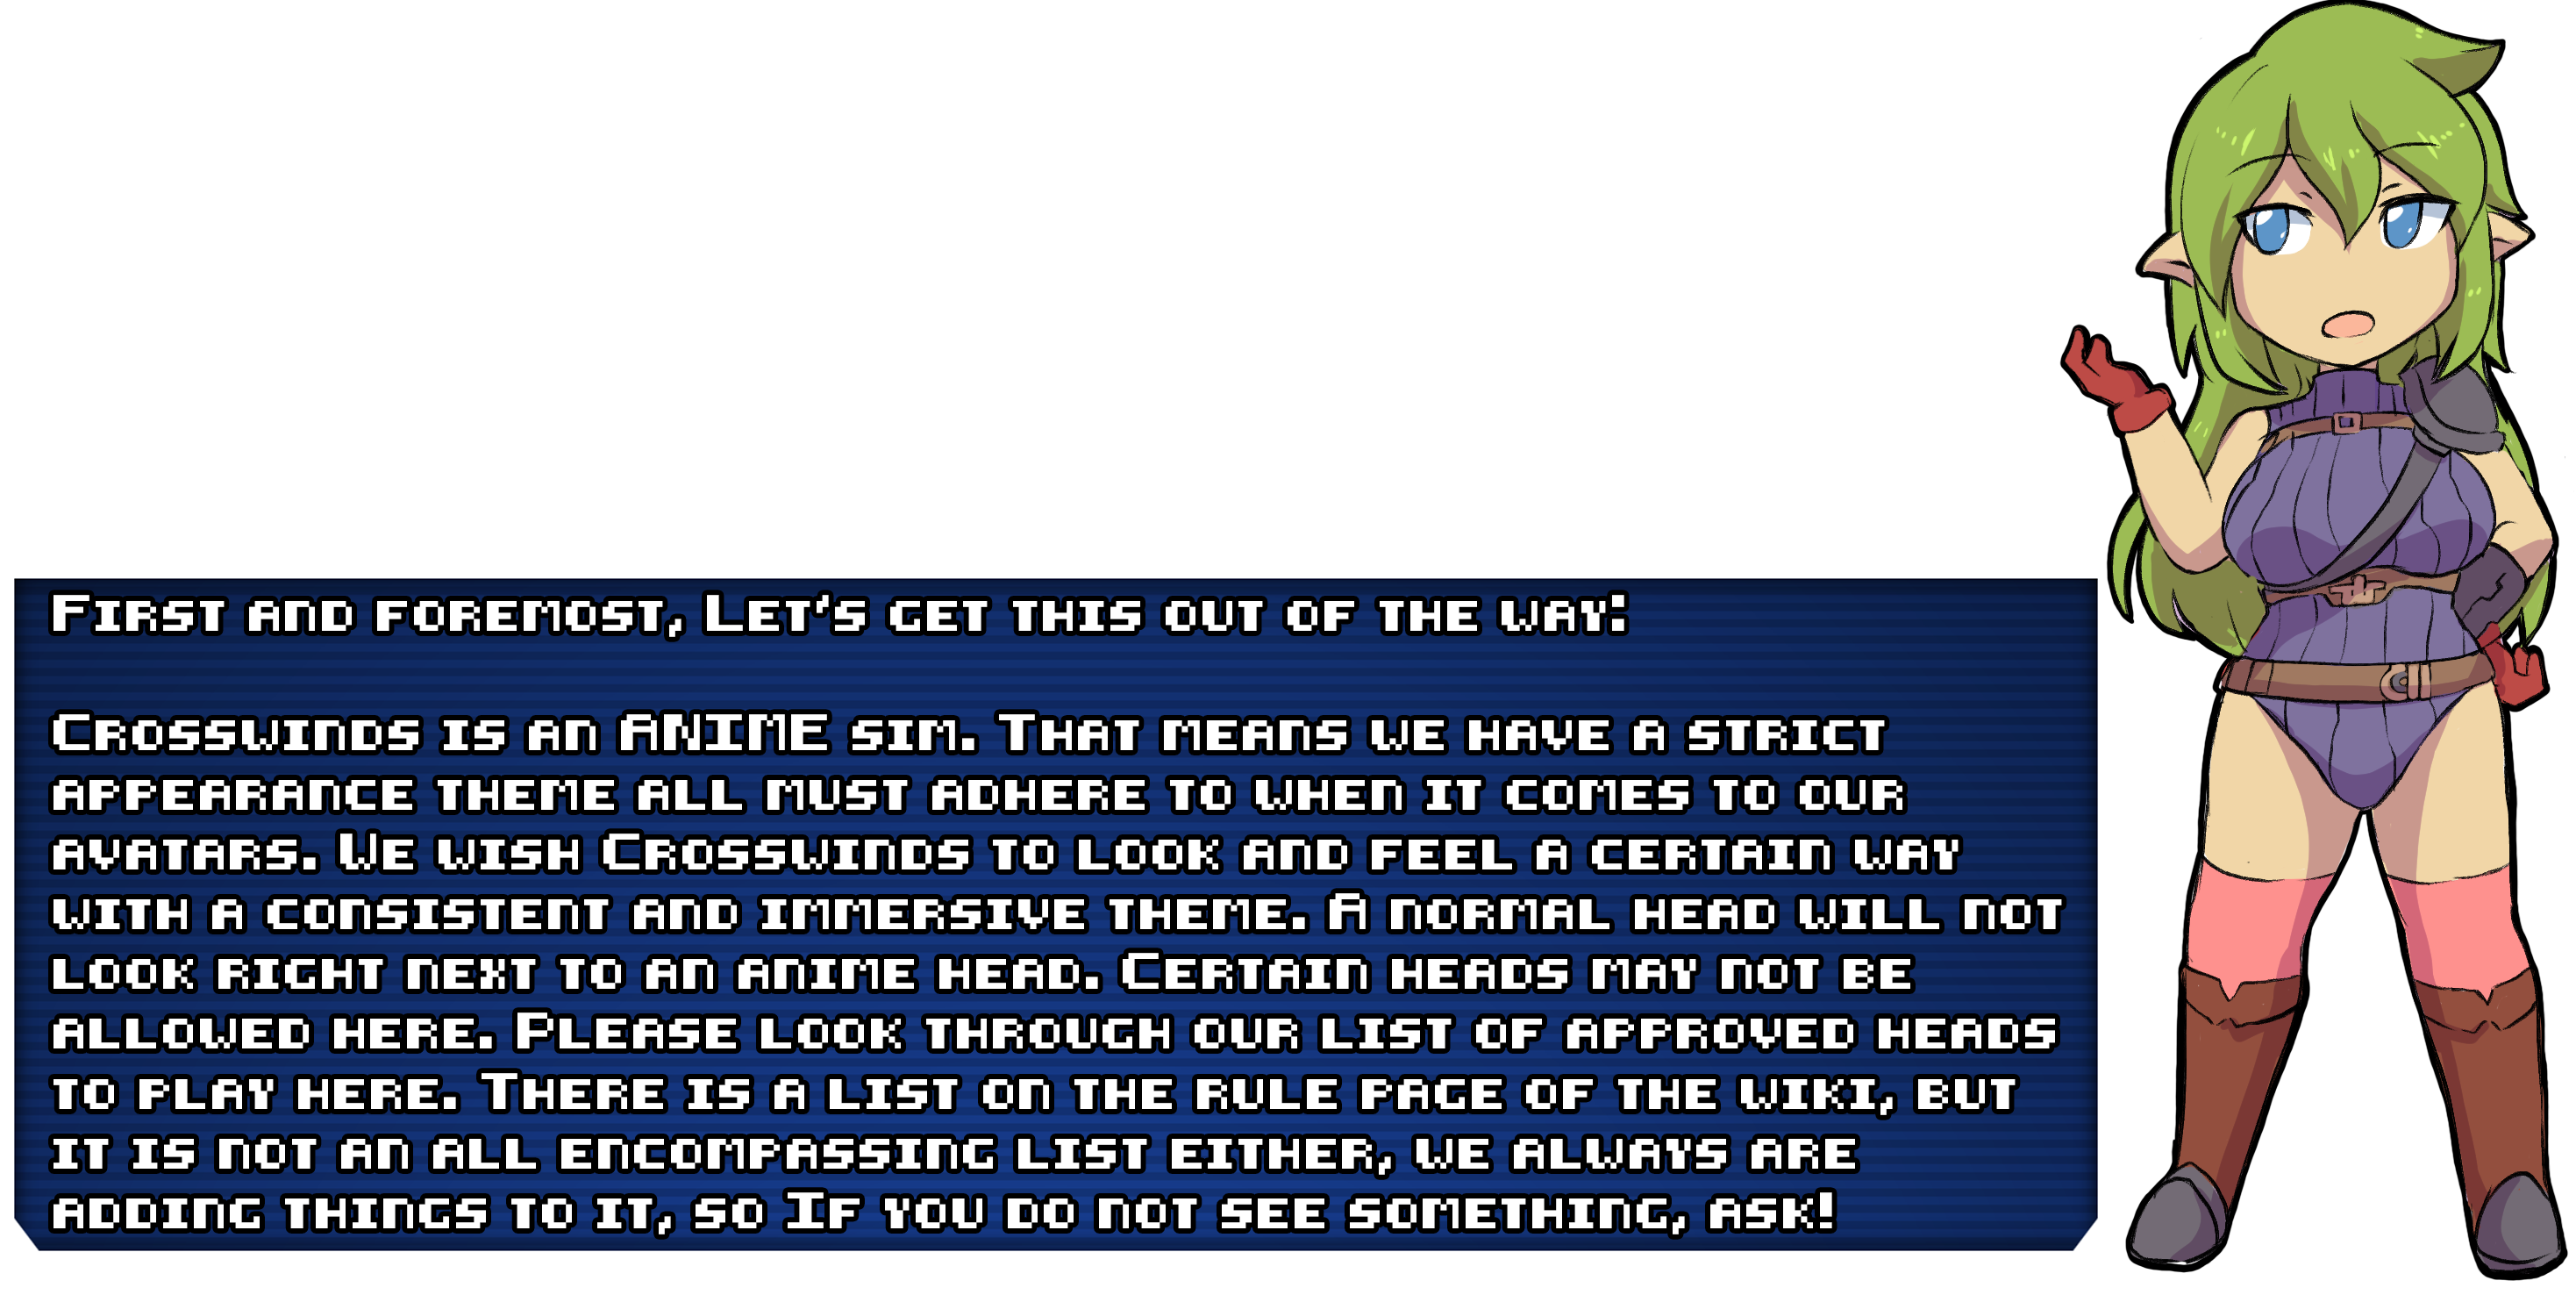 First and foremost, Let's get this out of the way:
Crosswinds is an ANIME sim. That means we have a strict
appearance theme all must adhere to when it comes to our
avatars. We wish Crosswinds to look and feel a certain way
with a consistent and immersive theme. A normal head will not
look right next to an anime head. Certain heads may not be
allowed here. Please look through our list of approved heads
to play here. There is a list on the rule page of the wiki, but
it is not an all encompassing list either, we always are
adding things to it, so If you do not see something, ask!